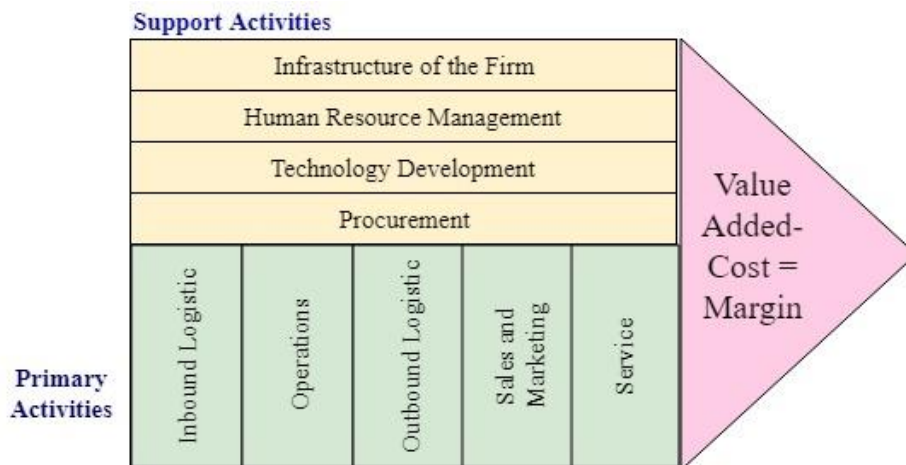 Support Activities
Infrastructure of the Firm
Human Resource Management
Technology Development
Procurement
Inbound Logistic
Operations
Outbound Logistic
Sales and
Marketing
Service
Primary
Activities
Value
Added-
Cost =
Margin